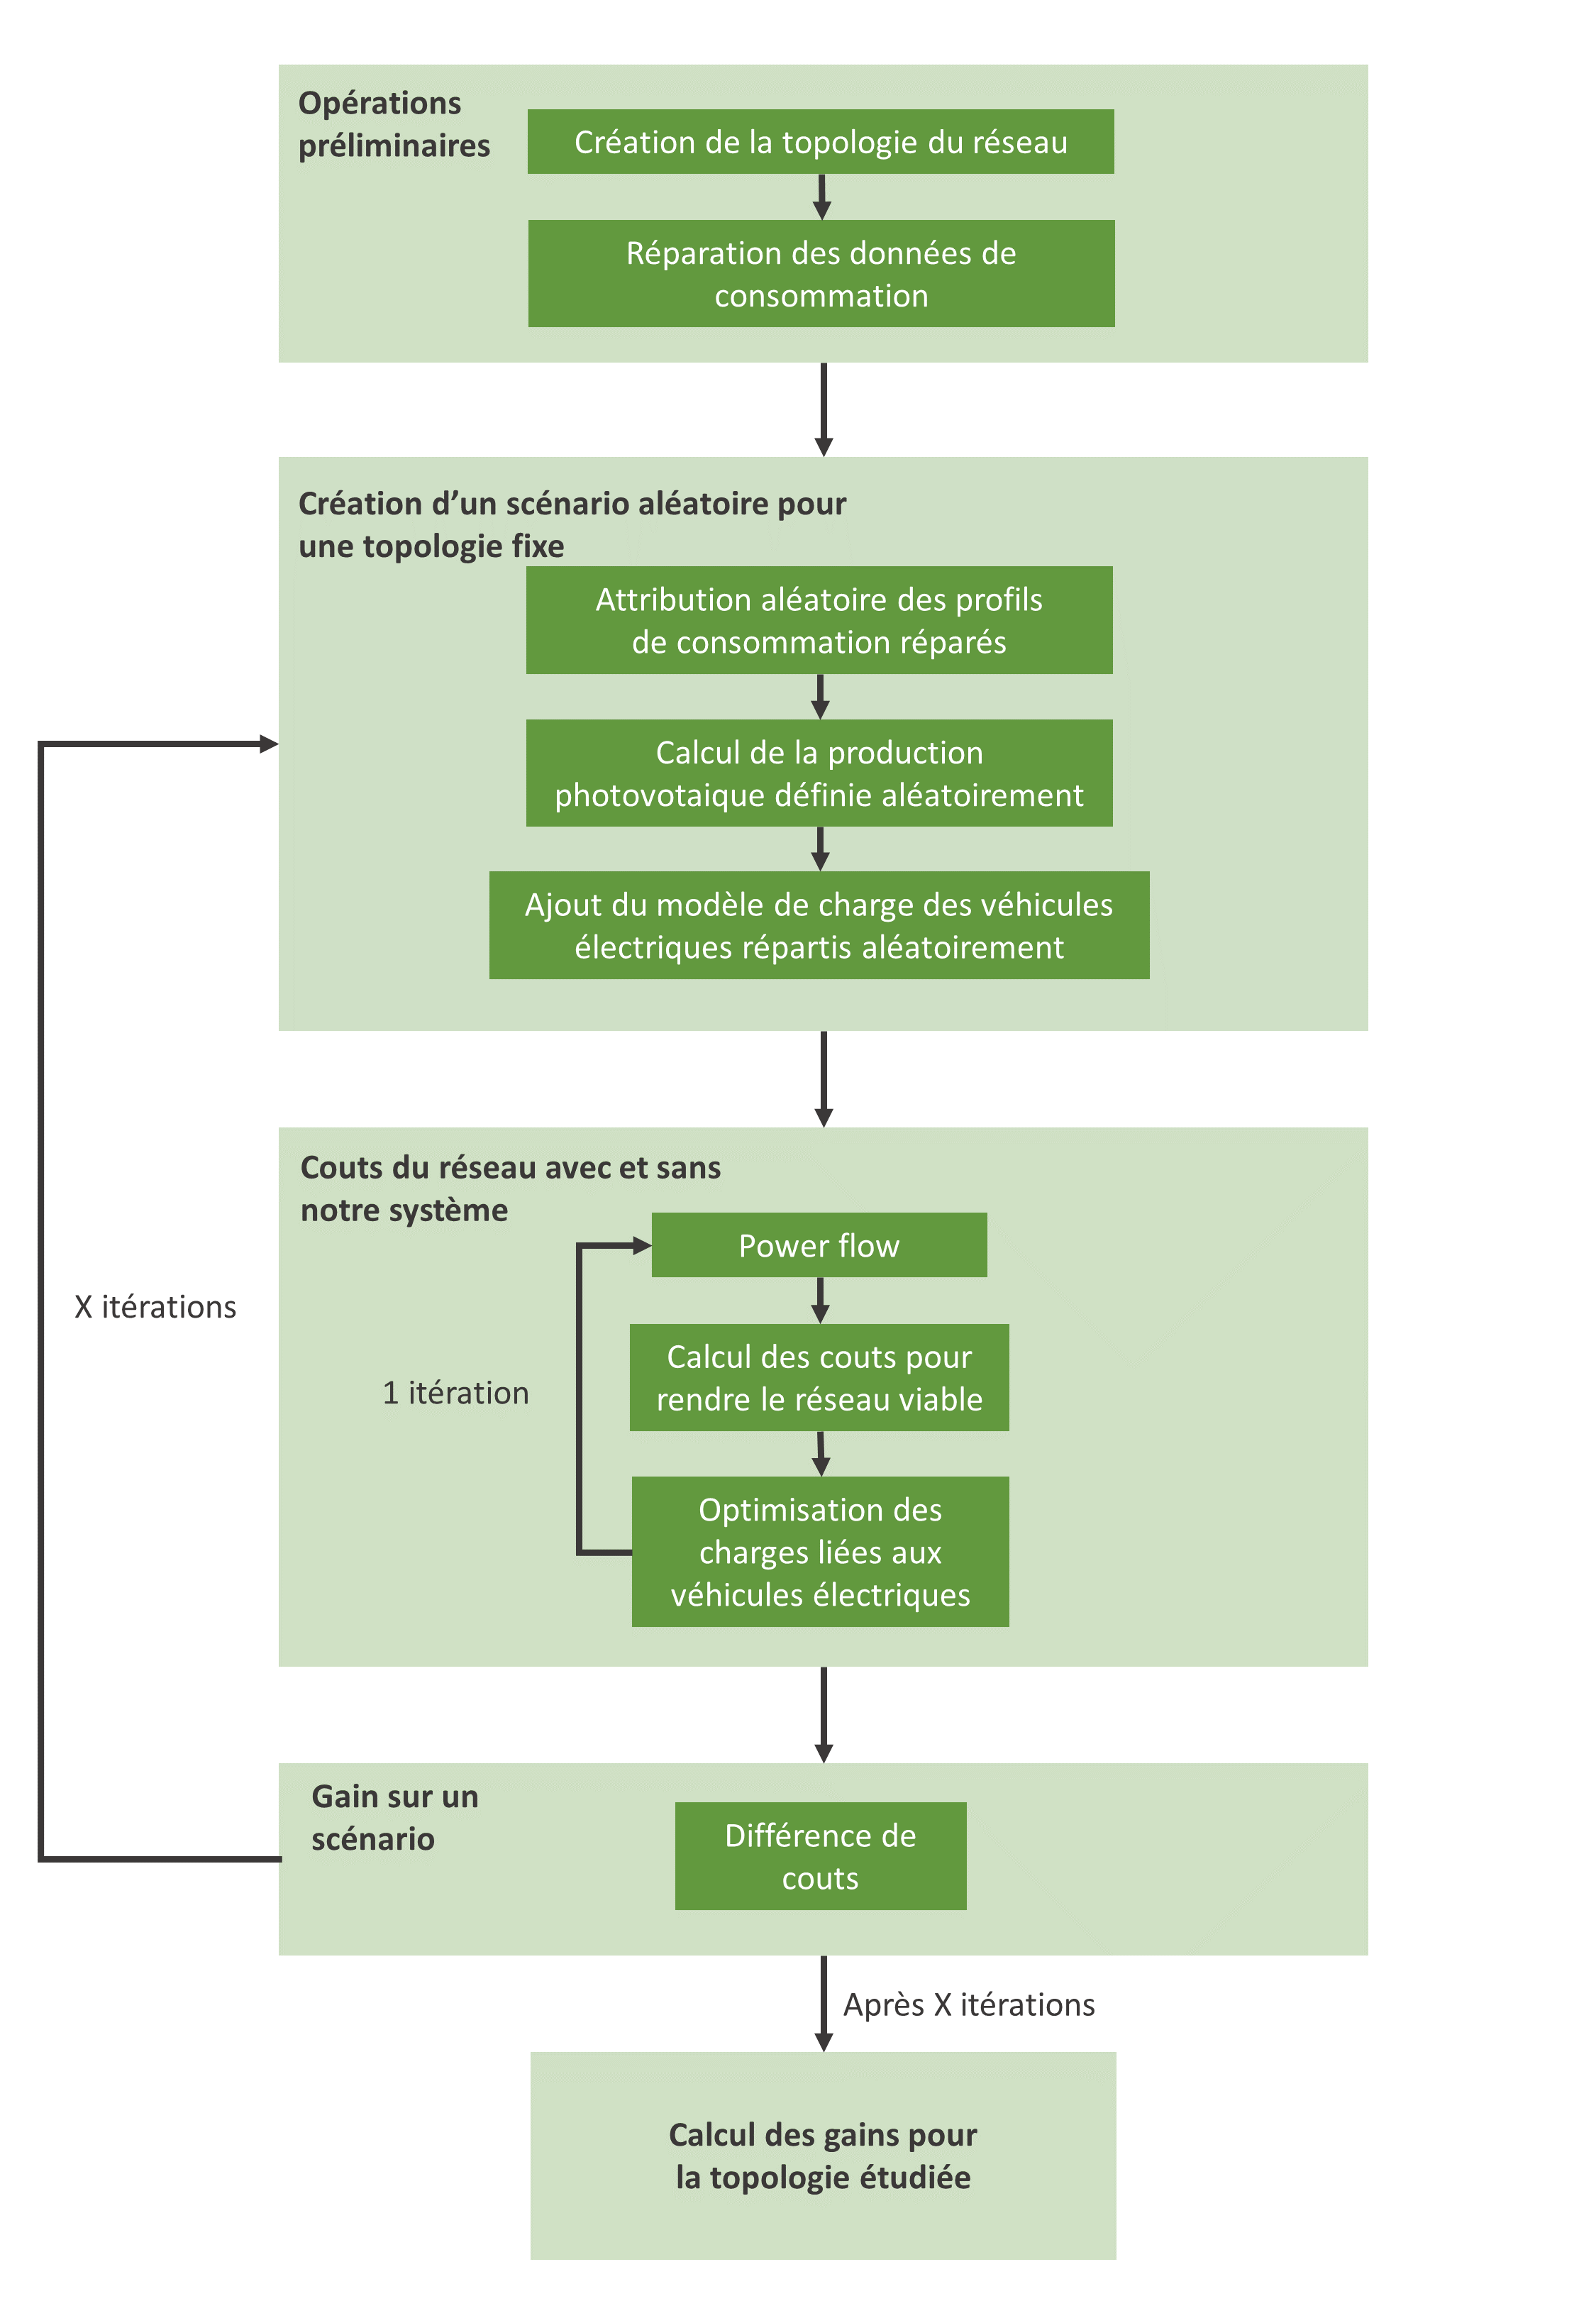 Opérations
préliminaires
Création de la topologie du réseau
Réparation des données de
consommation
Création d’un scénario aléatoire pour
une topologie fixe
Attribution aléatoire des profils
de consommation réparés
Calcul de la production
photovotaique définie aléatoirement
Ajout du modèle de charge des véhicules
électriques répartis aléatoirement
Couts du réseau avec et sans
notre système
Power flow
X itérations
Calcul des couts pour
rendre le réseau viable
1 itération
Optimisation des
charges liées aux
véhicules électriques
Gain sur un
scénario
Différence de
couts
Après X itérations
Calcul des gains pour
la topologie étudiée